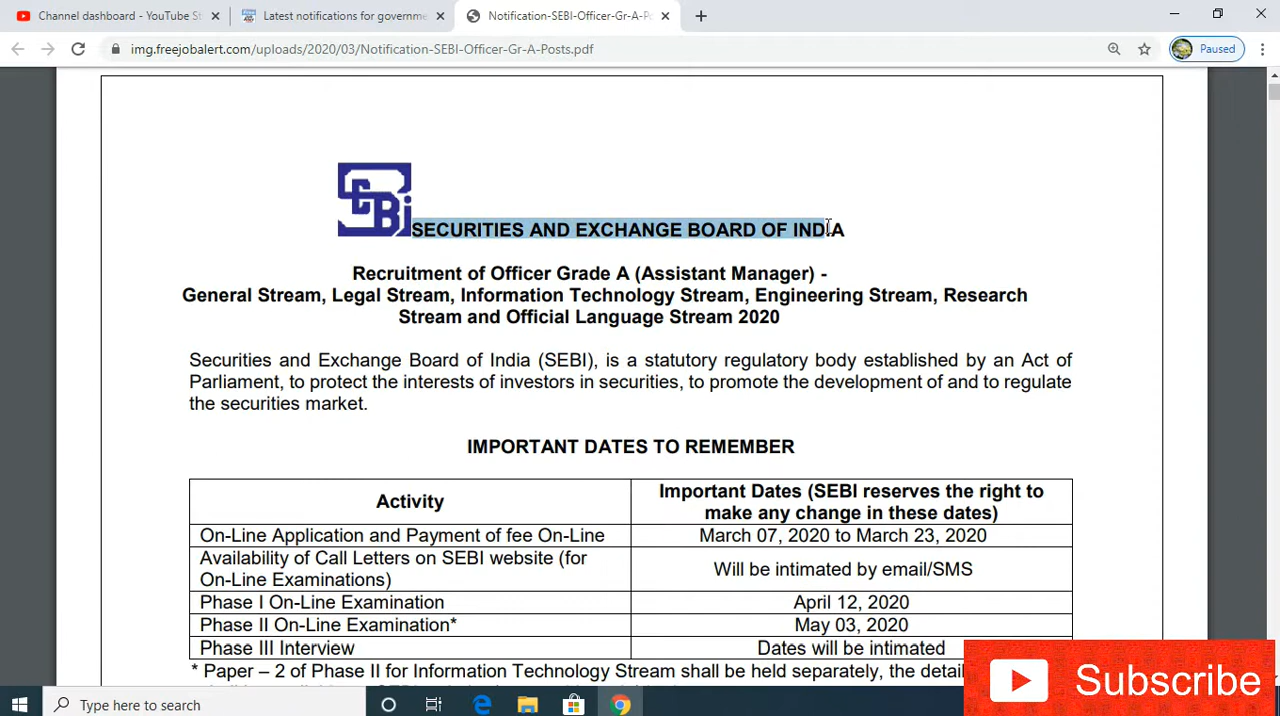 Channel dashboard - YouTube St
Latest notifications for governme
Notification-SEBI-Officer-Gr-A-Po
img.freejobalert.com/uploads/2020/03/Notification-SEBI-Officer-Gr-A-Posts.pdf
Paused
SEBi
SECURITIES AND EXCHANGE BOARD OF INDIA
Recruitment of Officer Grade A (Assistant Manager) -
General Stream, Legal Stream, Information Technology Stream, Engineering Stream, Research
Stream and Official Language Stream 2020
Securities and Exchange Board of India (SEBI), is a statutory regulatory body established by an Act of
Parliament, to protect the interests of investors in securities, to promote the development of and to regulate
the securities market.
IMPORTANT DATES TO REMEMBER
Activity
Important Dates (SEBI reserves the right to
make any change in these dates)
On-Line Application and Payment of fee On-Line
March 07, 2020 to March 23, 2020
Availability of Call Letters on SEBI website (for
On-Line Examinations)
Will be intimated by email/SMS
Phase I On-Line Examination
April 12, 2020
Phase II On-Line Examination*
May 03, 2020
Phase III Interview
Dates will be intimated
* Paper – 2 of Phase II for Information Technology Stream shall be held separately, the detail
Subscribe
Type here to search